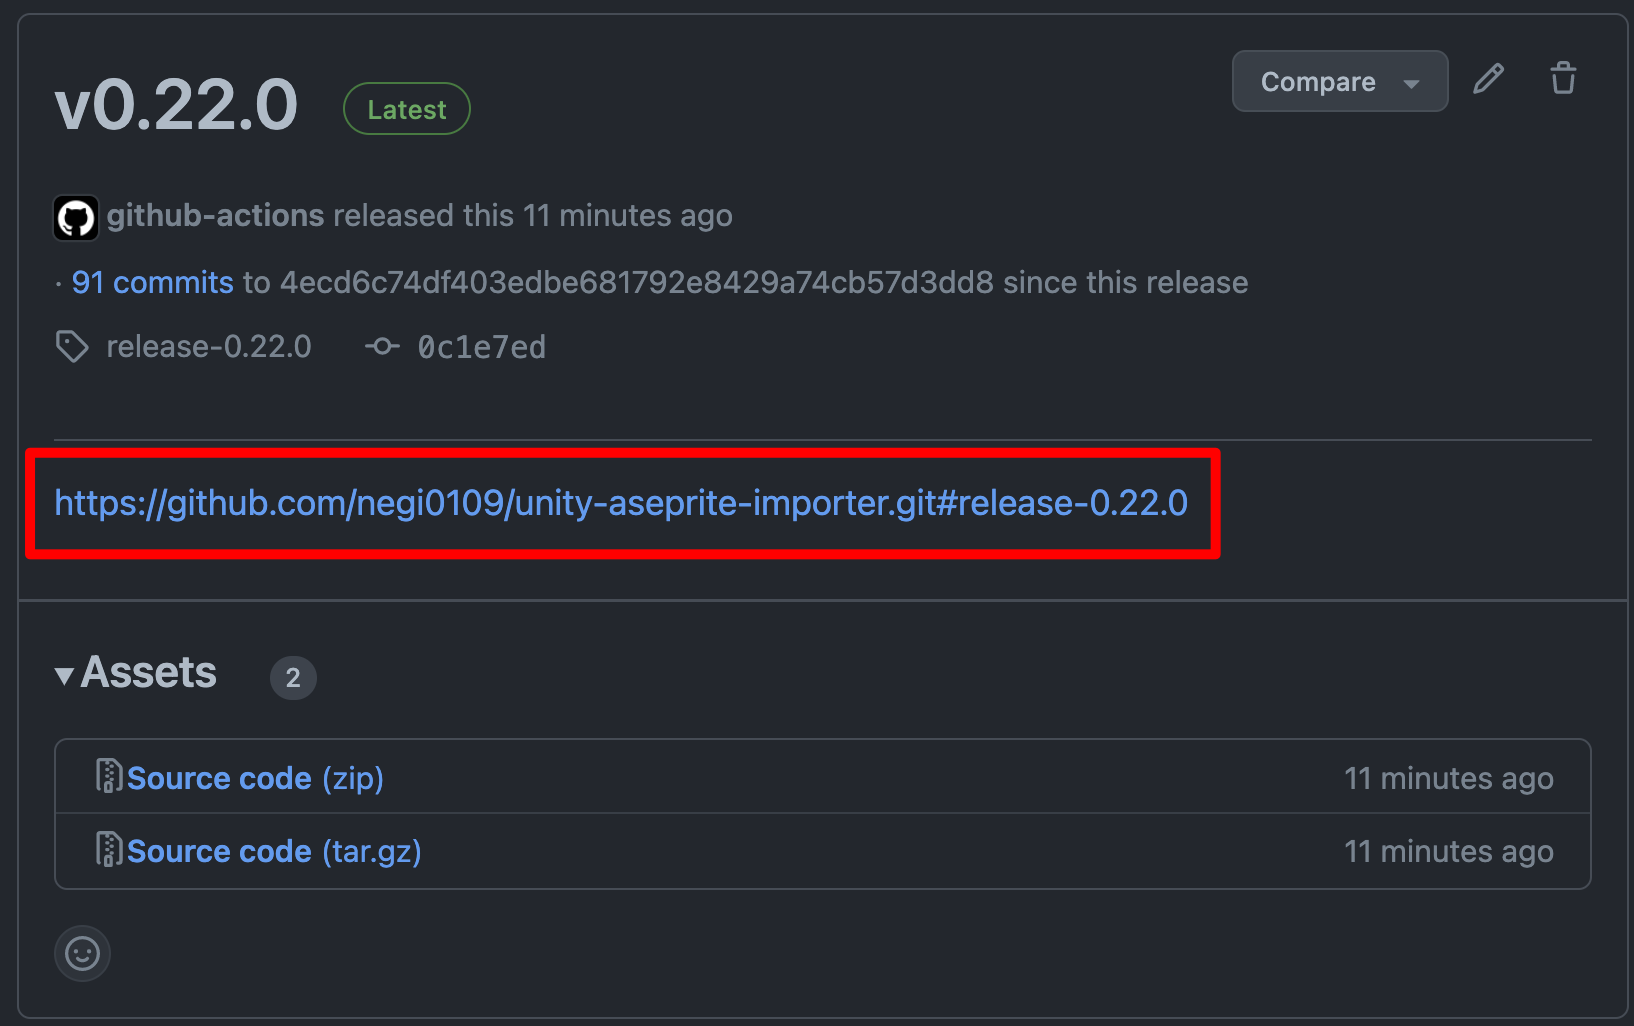 v0.22.0 Latest Compare
github-actions released this 11 minutes ago
· 91 commits to 4ecd6c74df403edbe681792e8429a74cb57d3dd8 since this release
release-0.22.0 0c1e7ed
https://github.com/negi0109/unity-aseprite-importer.git#release-0.22.0
Assets 2
Source code (zip) 11 minutes ago
Source code (tar.gz) 11 minutes ago